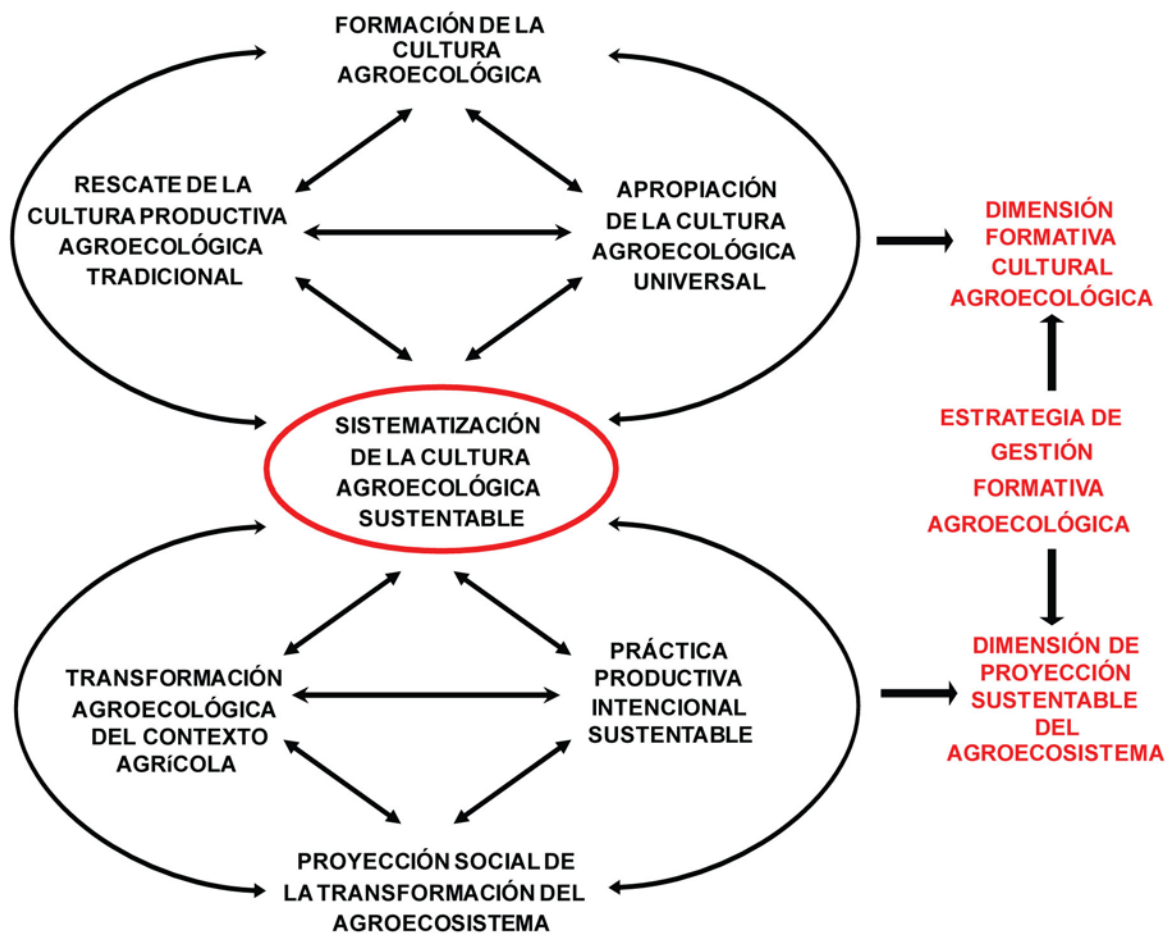 FORMACIÓN DE LA
CULTURA
AGROECOLÓGICA
RESCATE DE LA
CULTURA PRODUCTIVA
AGROECOLÓGICA
TRADICIONAL
APROPIACIÓN
DE LA CULTURA
AGROECOLÓGICA
UNIVERSAL
DIMENSIÓN
FORMATIVA
CULTURAL
AGROECOLÓGICA
SISTEMATIZACIÓN
DE LA CULTURA
AGROECOLÓGICA
SUSTENTABLE
ESTRATEGIA DE
GESTIÓN
FORMATIVA
AGROECOLÓGICA
TRANSFORMACIÓN
AGROECOLÓGICA
DEL CONTEXTO
AGRíCOLA
PRÁCTICA
PRODUCTIVA
INTENCIONAL
SUSTENTABLE
DIMENSIÓN DE
PROYECCIÓN
SUSTENTABLE
DEL
AGROECOSISTEMA
PROYECCIÓN SOCIAL DE
LA TRANSFORMACIÓN DEL
AGROECOSISTEMA